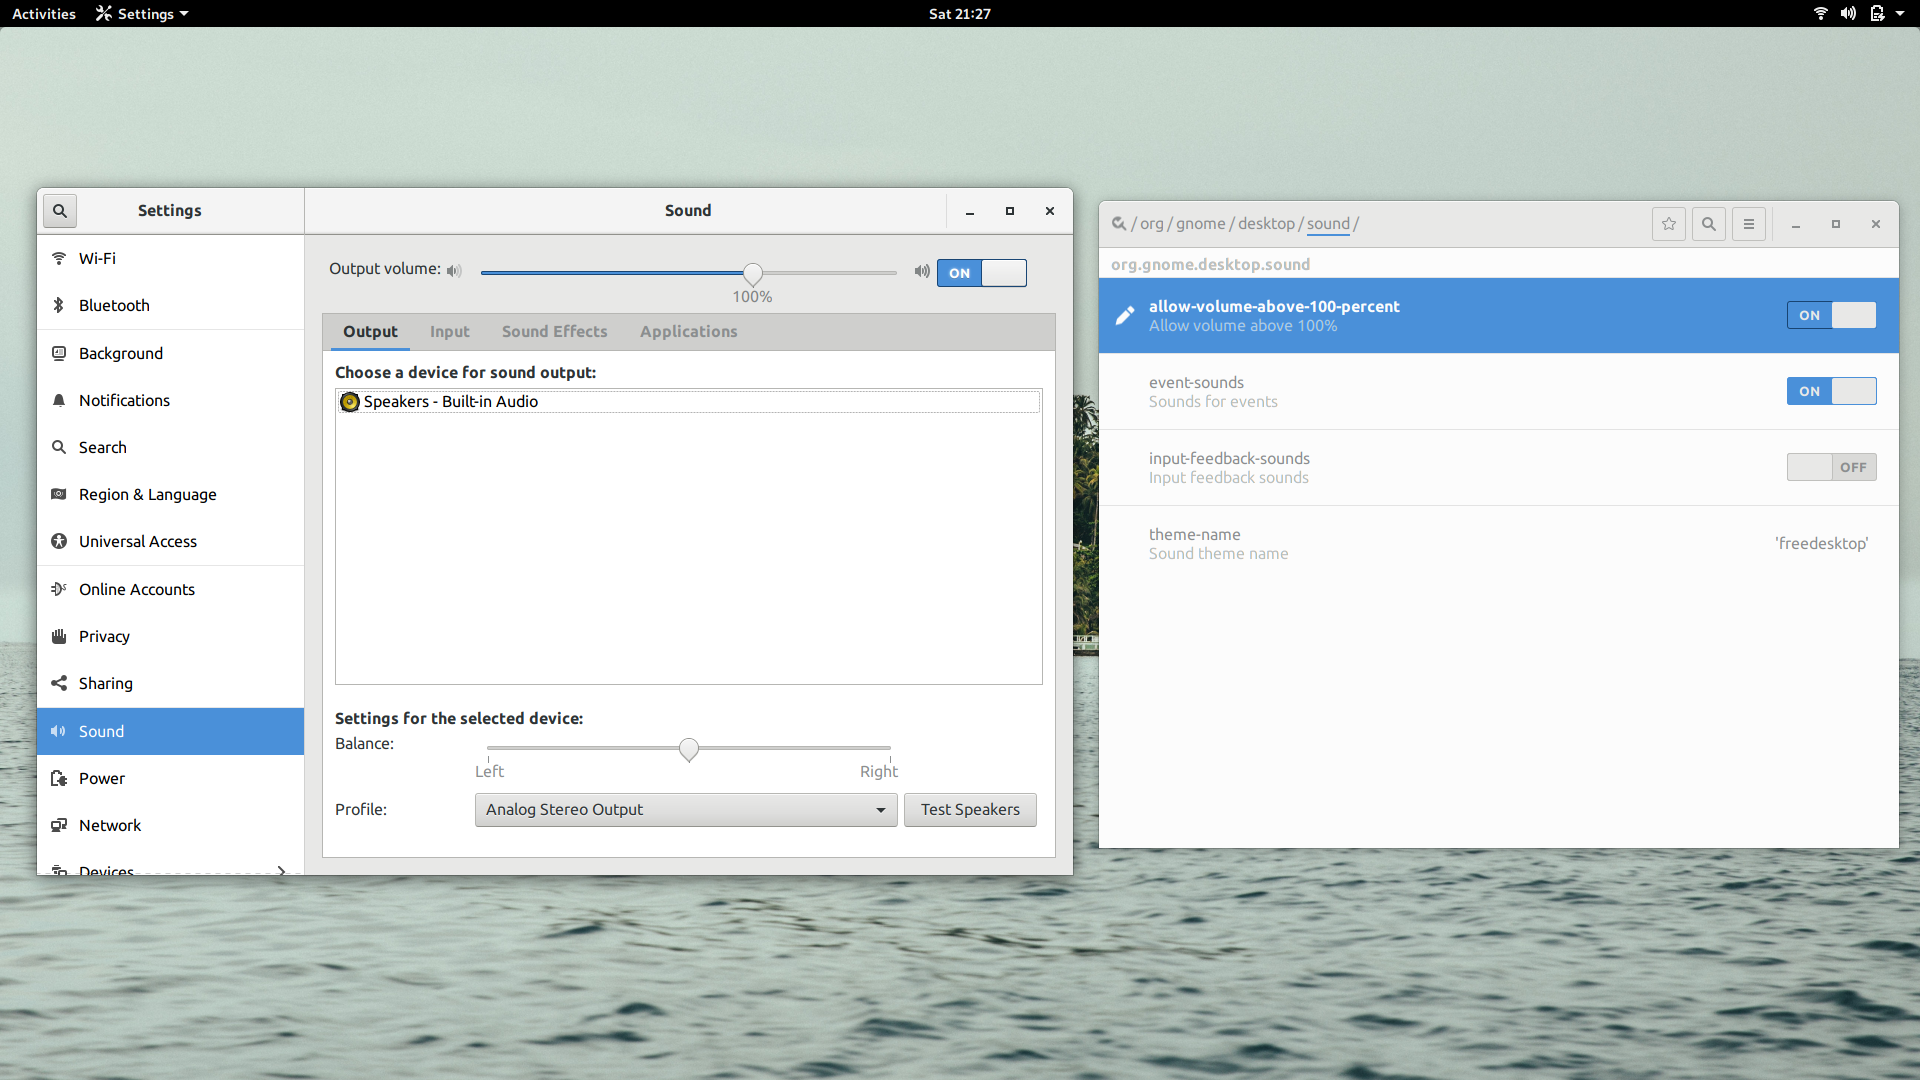 Activities
Settings
Sat 21:27
Settings
Sound
Wi-Fi
Bluetooth
Background
Notifications
Search
Region & Language
Universal Access
Online Accounts
Privacy
Sharing
Sound
Power
Network
Devices
Output volume:
ON
100%
Output
Input
Sound Effects
Applications
Choose a device for sound output:
Speakers - Built-in Audio
Settings for the selected device:
Balance:
Left
Right
Profile:
Analog Stereo Output
Test Speakers
/ org / gnome / desktop / sound /
org.gnome.desktop.sound
allow-volume-above-100-percent
Allow volume above 100%
ON
event-sounds
Sounds for events
ON
input-feedback-sounds
Input feedback sounds
OFF
theme-name
Sound theme name
'freedesktop'